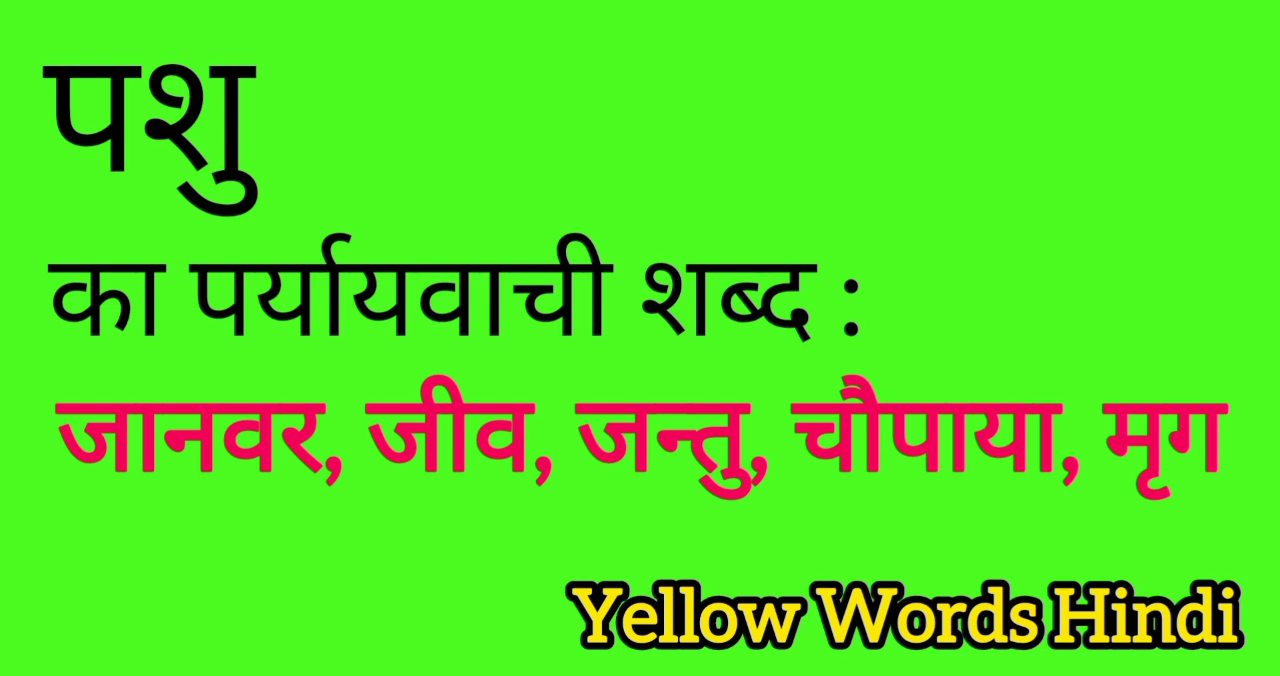 पशु
का पर्यायवाची शब्द :
जानवर, जीव, जन्तु, चौपाया, मृग
Yellow Words Hindi